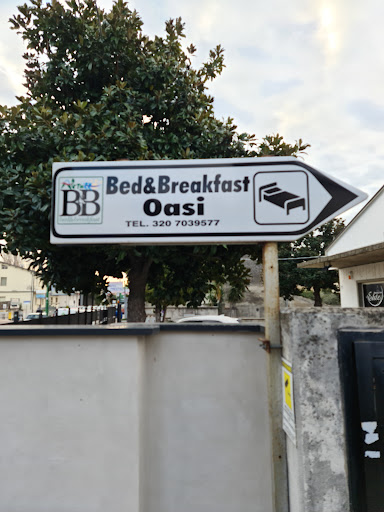 BB
Bed&Breakfast
Oasi
TEL. 320 7039577